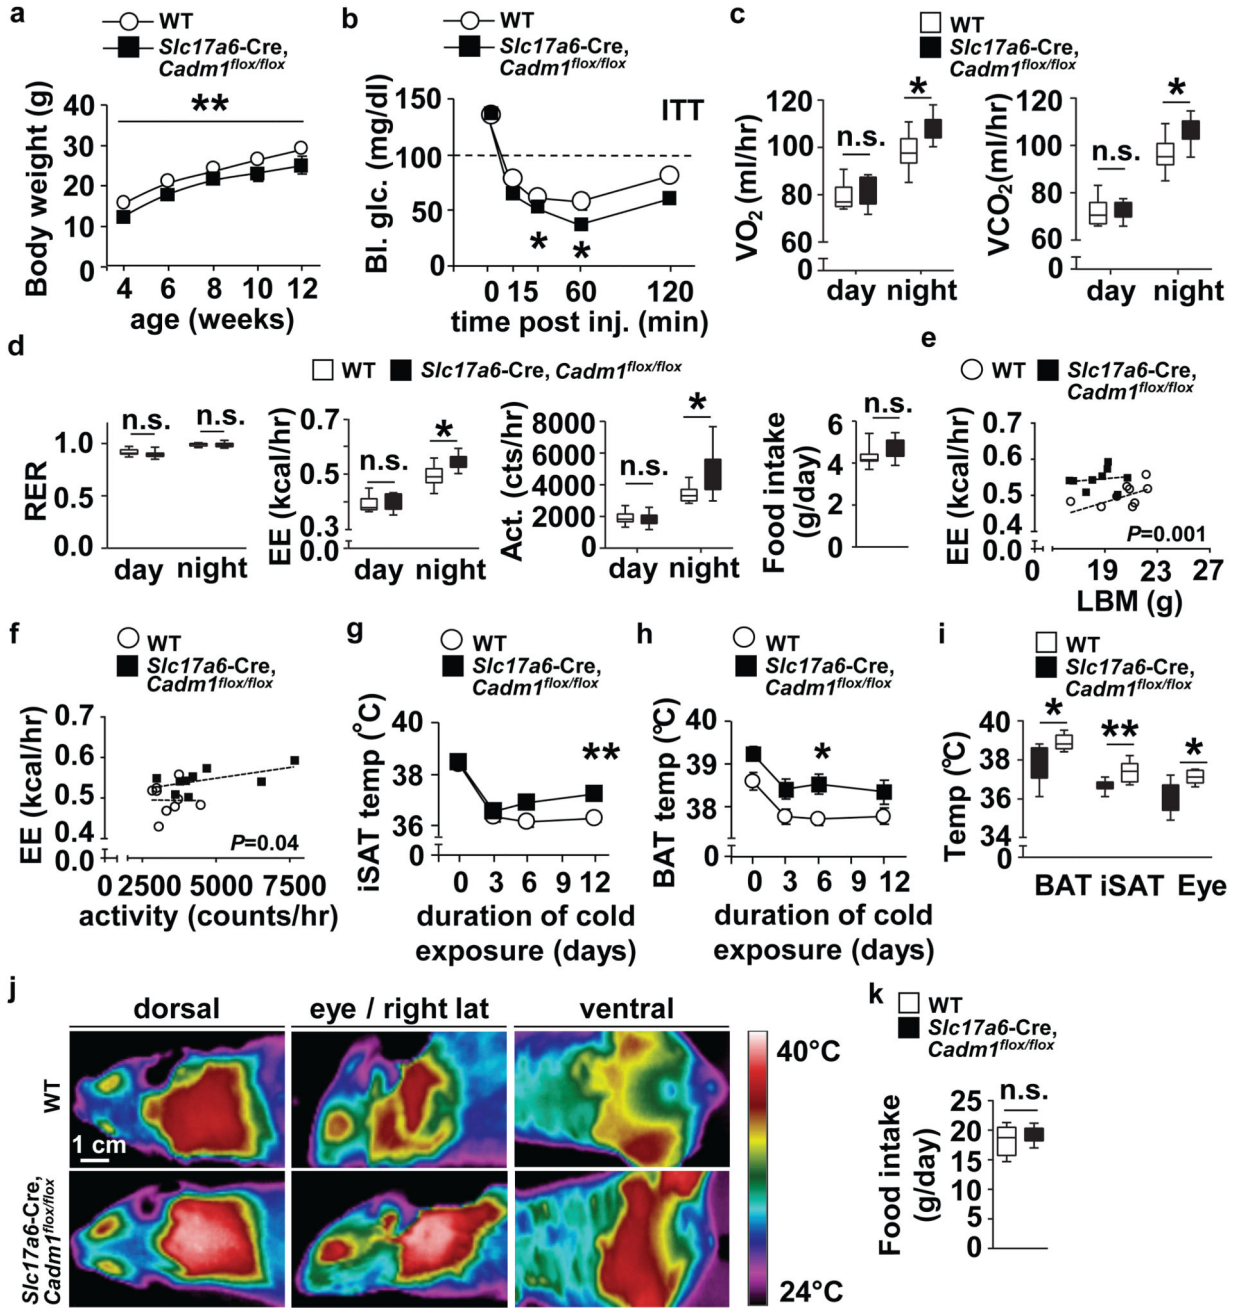 a
WT
Slc17a6-Cre,
Cadm1flox/flox
Body weight (g)
**
40
30
20
10
0
4 6 8 10 12
age (weeks)
b
WT
Slc17a6-Cre,
Cadm1flox/flox
Bl. glc. (mg/dl)
ITT
150
100
50
0
*
*
0 15 30 60 120
time post inj. (min)
c
WT
Slc17a6-Cre,
Cadm1flox/flox
VO2 (ml/hr)
120
100
80
60
0
n.s.
*
day night
VCO2(ml/hr)
120
100
80
60
0
n.s.
*
day night
d
WT Slc17a6-Cre, Cadm1flox/flox
RER
1.0
0.5
0.0
n.s.
n.s.
day night
EE (kcal/hr)
0.7
0.5
0.3
0.0
n.s.
*
day night
Act. (cts/hr)
8000
6000
4000
2000
0
n.s.
*
day night
Food intake
(g/day)
6
4
2
0
n.s.
e
WT Slc17a6-Cre,
Cadm1flox/flox
EE (kcal/hr)
0.7
0.6
0.5
0.4
0.0
P=0.001
0 19 23 27
LBM (g)
f
WT
Slc17a6-Cre,
Cadm1flox/flox
EE (kcal/hr)
0.7
0.6
0.5
0.4
0.0
P=0.04
0 2500 5000 7500
activity (counts/hr)
g
WT
Slc17a6-Cre,
Cadm1flox/flox
iSAT temp (°C)
40
38
36
0
**
0 3 6 9 12
duration of cold
exposure (days)
h
WT
Slc17a6-Cre,
Cadm1flox/flox
BAT temp (°C)
40
39
38
0
*
0 3 6 9 12
duration of cold
exposure (days)
i
WT
Slc17a6-Cre,
Cadm1flox/flox
Temp (°C)
40
38
36
34
0
*
**
*
BAT iSAT Eye
j
dorsal eye / right lat ventral
WT
1 cm
Slc17a6-Cre,
Cadm1flox/flox
40°C
24°C
k
WT
Slc17a6-Cre,
Cadm1flox/flox
Food intake
(g/day)
25
20
15
10
5
0
n.s.